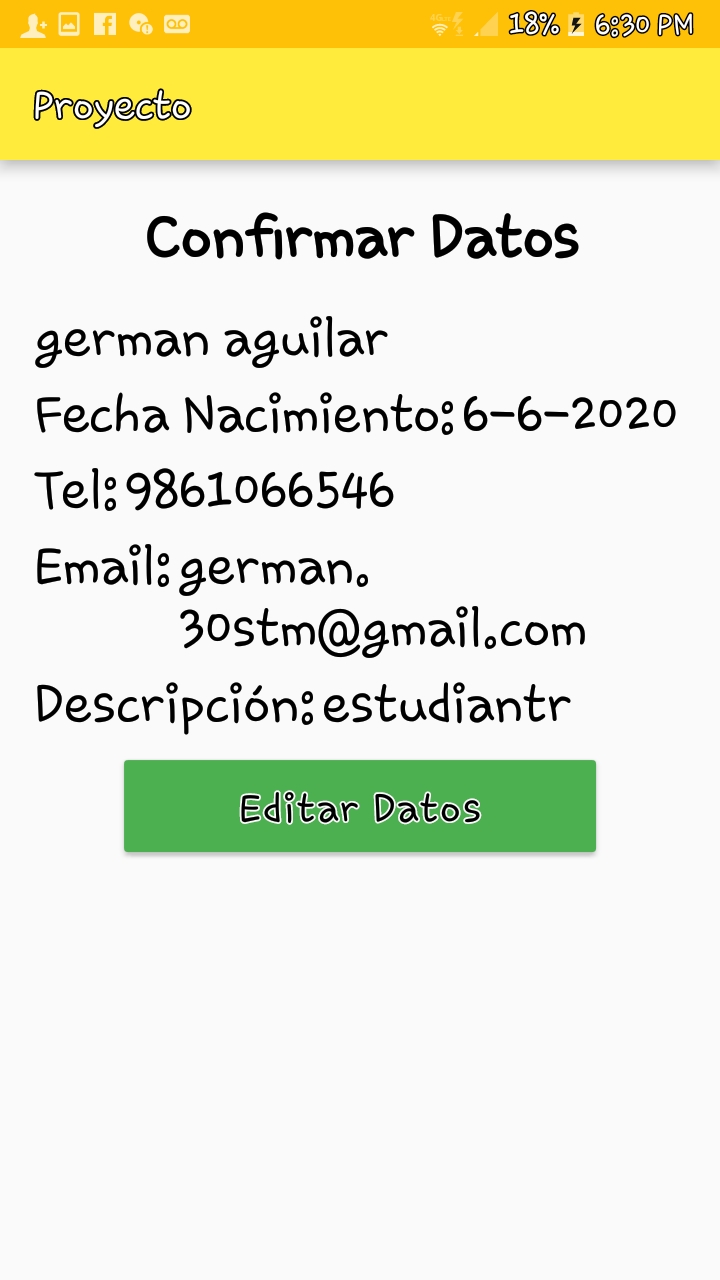 18% 6:30 PM
Proyecto
Confirmar Datos
german aguilar
Fecha Nacimiento: 6-6-2020
Tel: 9861066546
Email: german.
30stm@gmail.com
Descripción: estudiantr
Editar Datos